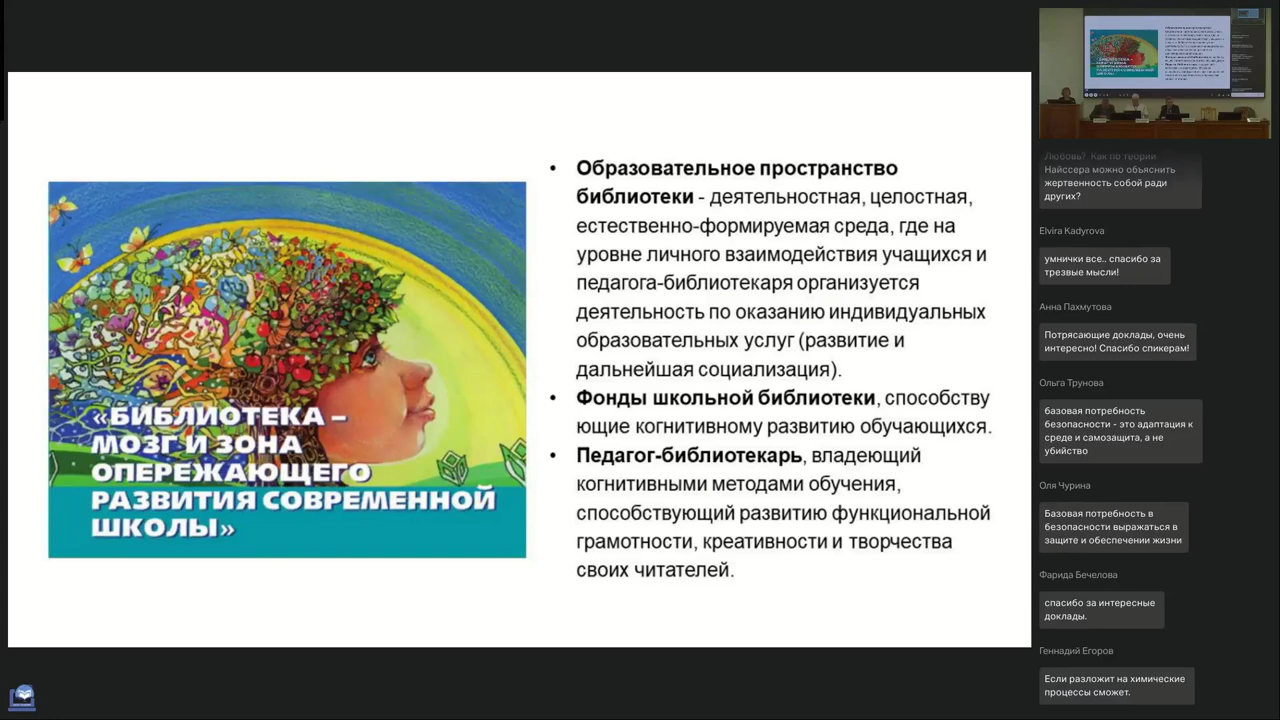 «БИБЛИОТЕКА –
МОЗГ И ЗОНА
ОПЕРЕЖАЮЩЕГО
РАЗВИТИЯ СОВРЕМЕННОЙ
ШКОЛЫ»
• Образовательное пространство
библиотеки - деятельностная, целостная,
естественно-формируемая среда, где на
уровне личного взаимодействия учащихся и
педагога-библиотекаря организуется
деятельность по оказанию индивидуальных
образовательных услуг (развитие и
дальнейшая социализация).
• Фонды школьной библиотеки, способству
ющие когнитивному развитию обучающихся.
• Педагог-библиотекарь, владеющий
когнитивными методами обучения,
способствующий развитию функциональной
грамотности, креативности и творчества
своих читателей.
Любовь? Как по теории
Найссера можно объяснить
жертвенность собой ради
других?
Elvira Kadyrova
умнички все.. спасибо за
трезвые мысли!
Анна Пахмутова
Потрясающие доклады, очень
интересно! Спасибо спикерам!
Ольга Трунова
базовая потребность
безопасности - это адаптация к
среде и самозащита, а не
убийство
Оля Чурина
Базовая потребность в
безопасности выражаться в
защите и обеспечении жизни
Фарида Бечелова
спасибо за интересные
доклады.
Геннадий Егоров
Если разложит на химические
процессы сможет.